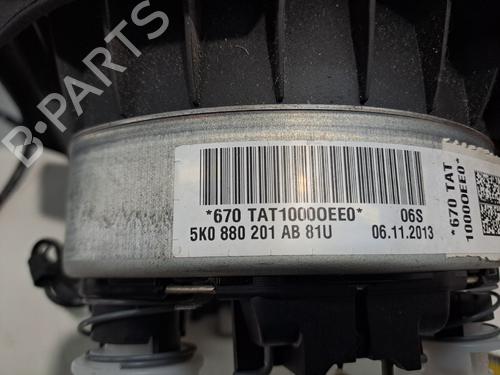 B-PARTS
*670 TAT10000EE0* 06S
5K0 880 201 AB 81U 06.11.2013
*670 TAT
10000EE0*